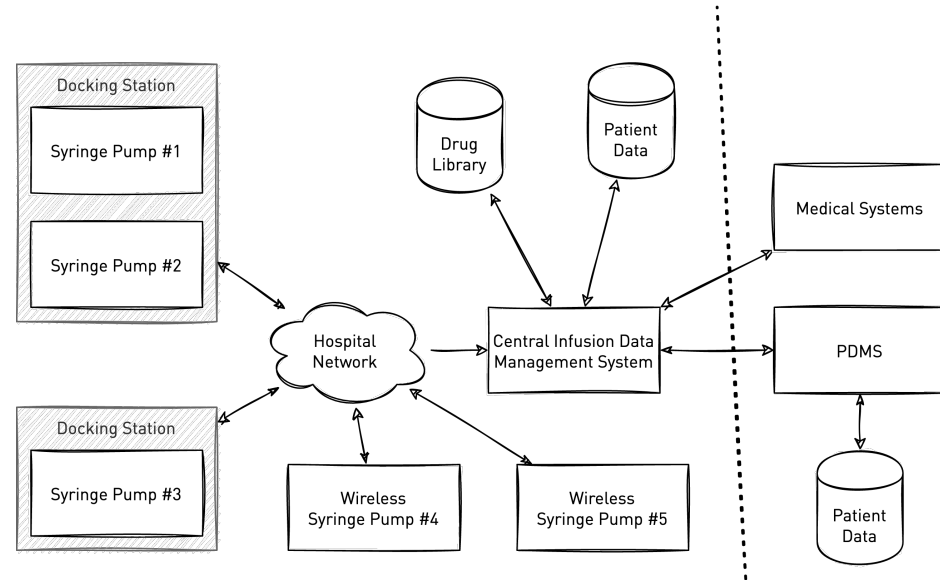 Docking Station
Syringe Pump #1
Syringe Pump #2
Drug
Library
Patient
Data
Medical Systems
Hospital
Network
Central Infusion Data
Management System
PDMS
Docking Station
Syringe Pump #3
Wireless
Syringe Pump #4
Wireless
Syringe Pump #5
Patient
Data